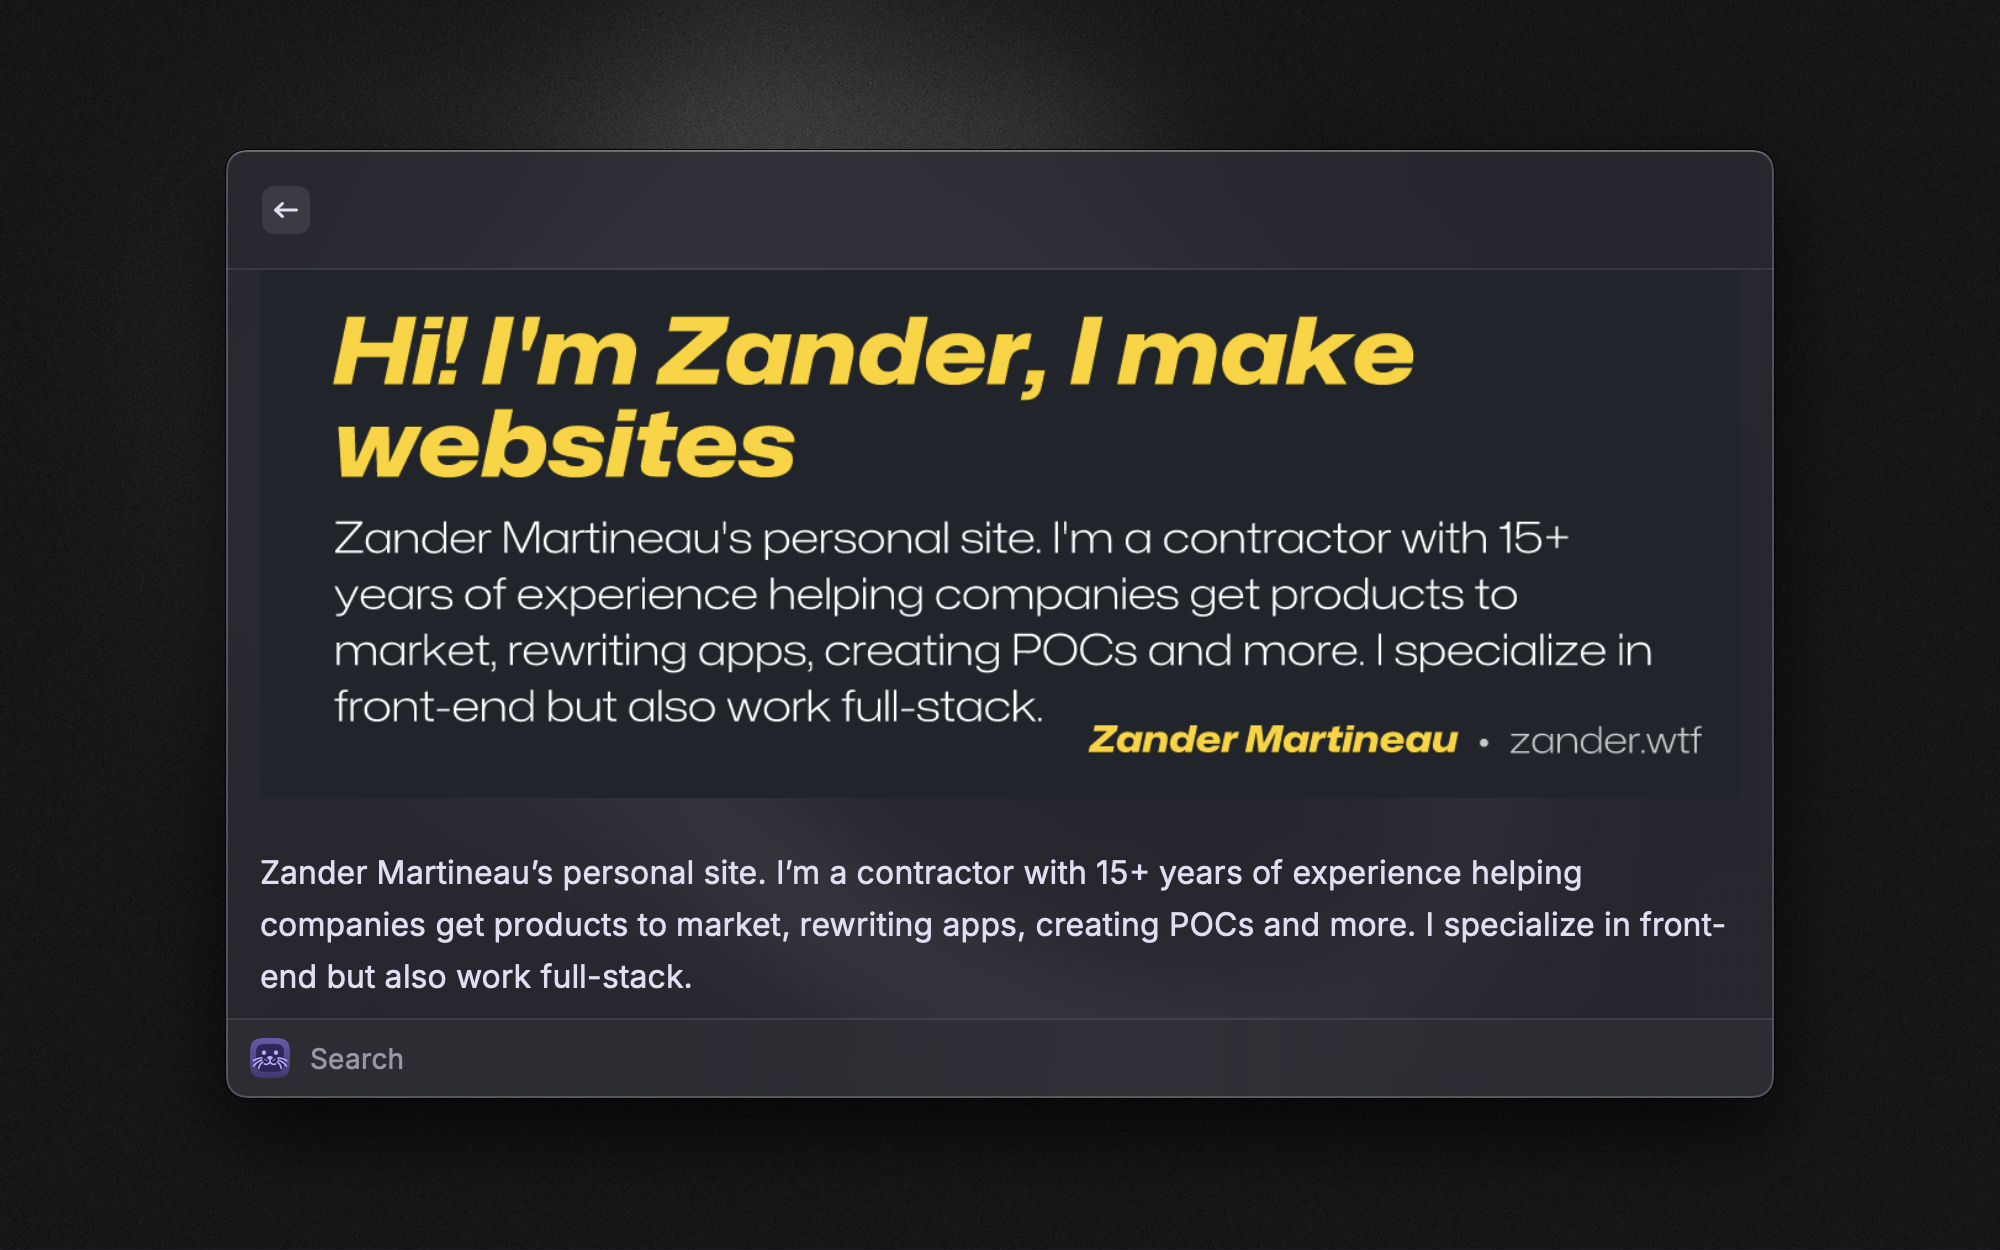 Hi! I'm Zander, I make
websites
Zander Martineau's personal site. I'm a contractor with 15+
years of experience helping companies get products to
market, rewriting apps, creating POCs and more. I specialize in
front-end but also work full-stack.
Zander Martineau • zander.wtf
Zander Martineau’s personal site. I’m a contractor with 15+ years of experience helping
companies get products to market, rewriting apps, creating POCs and more. I specialize in front-
end but also work full-stack.
Search